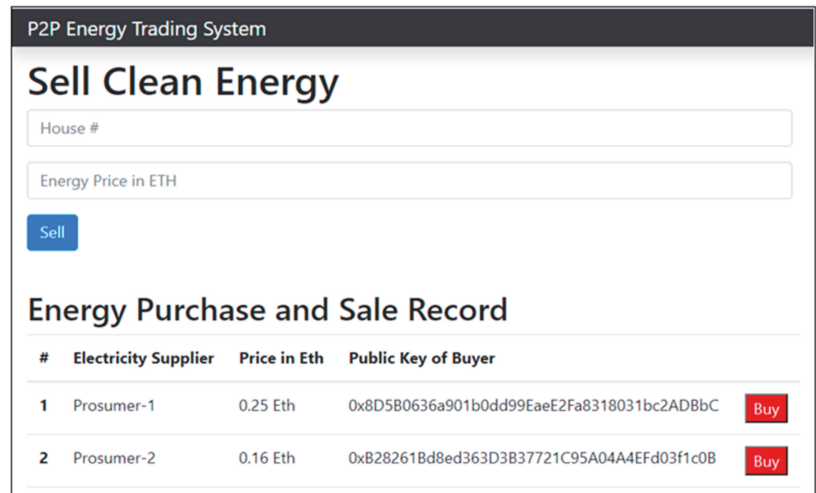 P2P Energy Trading System
Sell Clean Energy
House #
Energy Price in ETH
Sell
Energy Purchase and Sale Record
# Electricity Supplier Price in Eth Public Key of Buyer
1 Prosumer-1 0.25 Eth 0x8D5B0636a901b0dd99EaeE2Fa8318031bc2ADBbC Buy
2 Prosumer-2 0.16 Eth 0xB28261Bd8ed363D3B37721C95A04A4EFd03f1c0B Buy